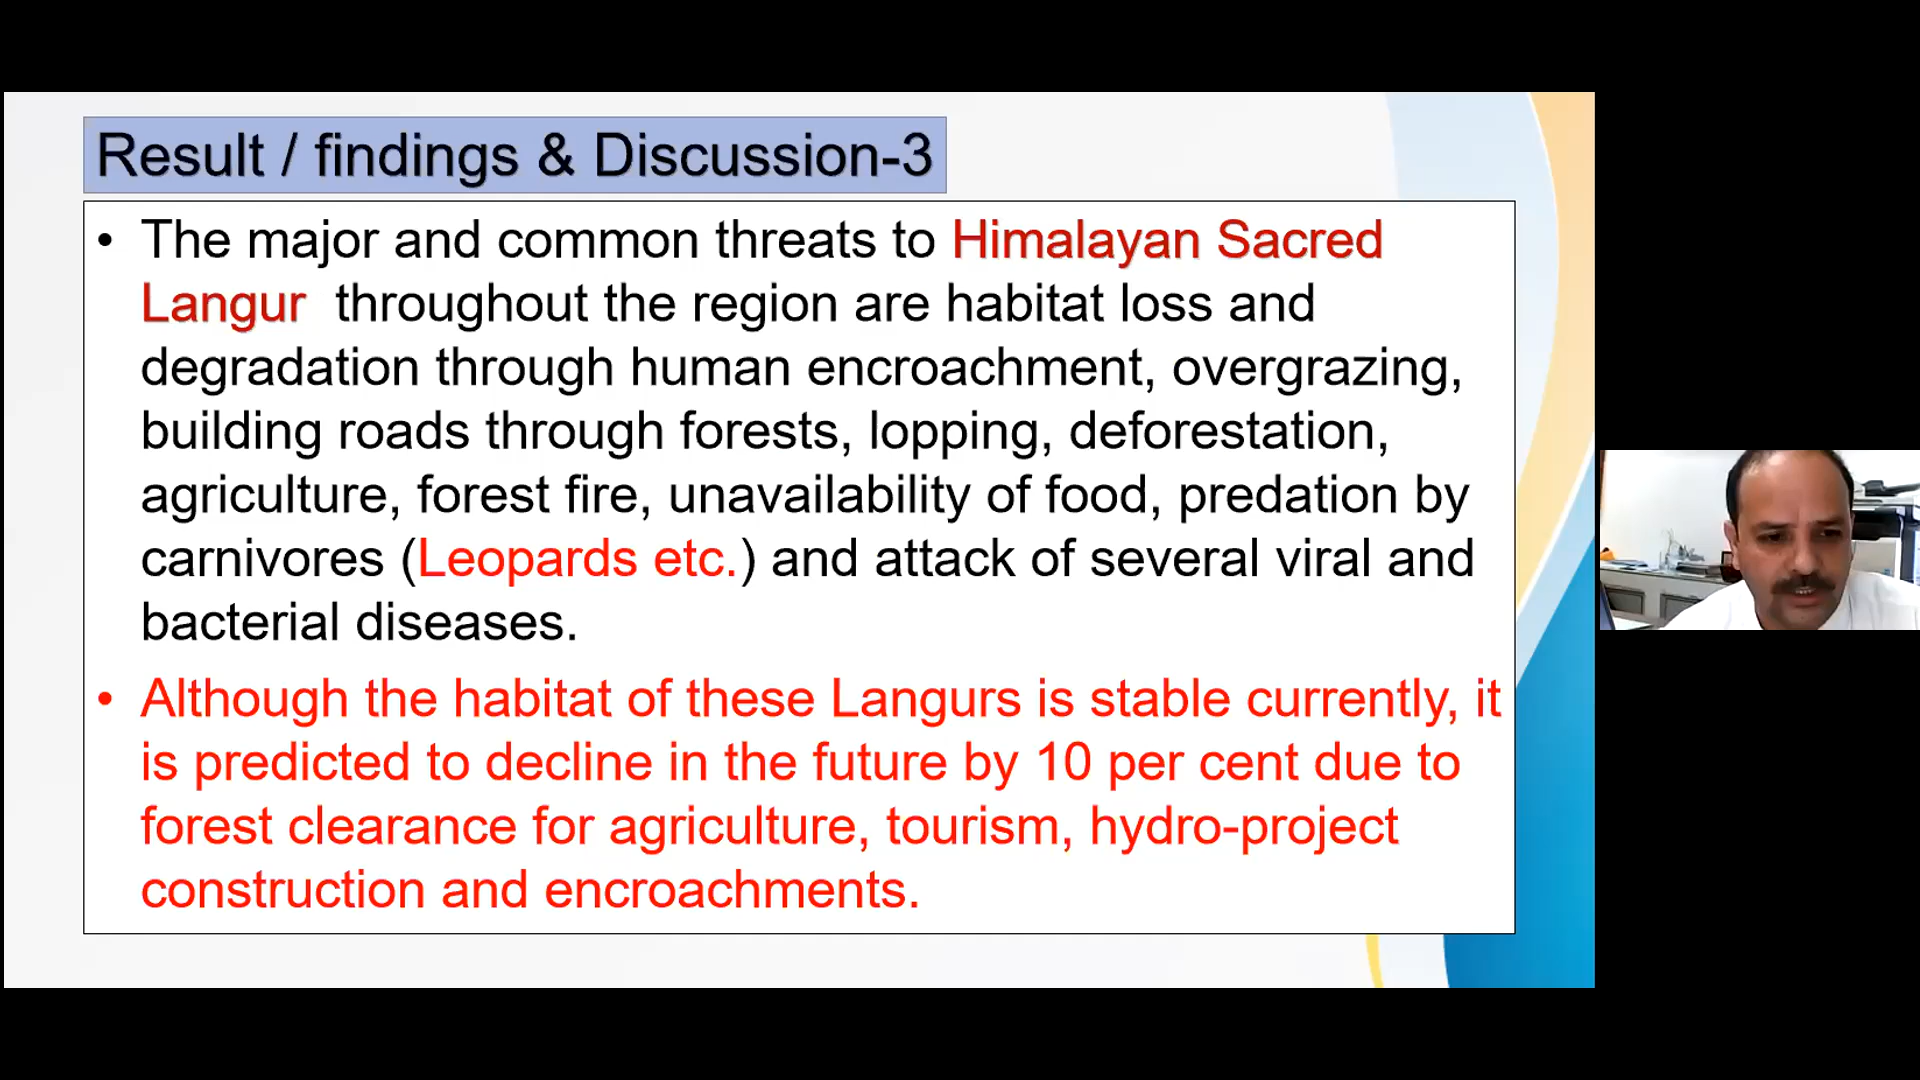 Result / findings & Discussion-3
• The major and common threats to Himalayan Sacred
Langur throughout the region are habitat loss and
degradation through human encroachment, overgrazing,
building roads through forests, lopping, deforestation,
agriculture, forest fire, unavailability of food, predation by
carnivores (Leopards etc.) and attack of several viral and
bacterial diseases.
• Although the habitat of these Langurs is stable currently, it
is predicted to decline in the future by 10 per cent due to
forest clearance for agriculture, tourism, hydro-project
construction and encroachments.